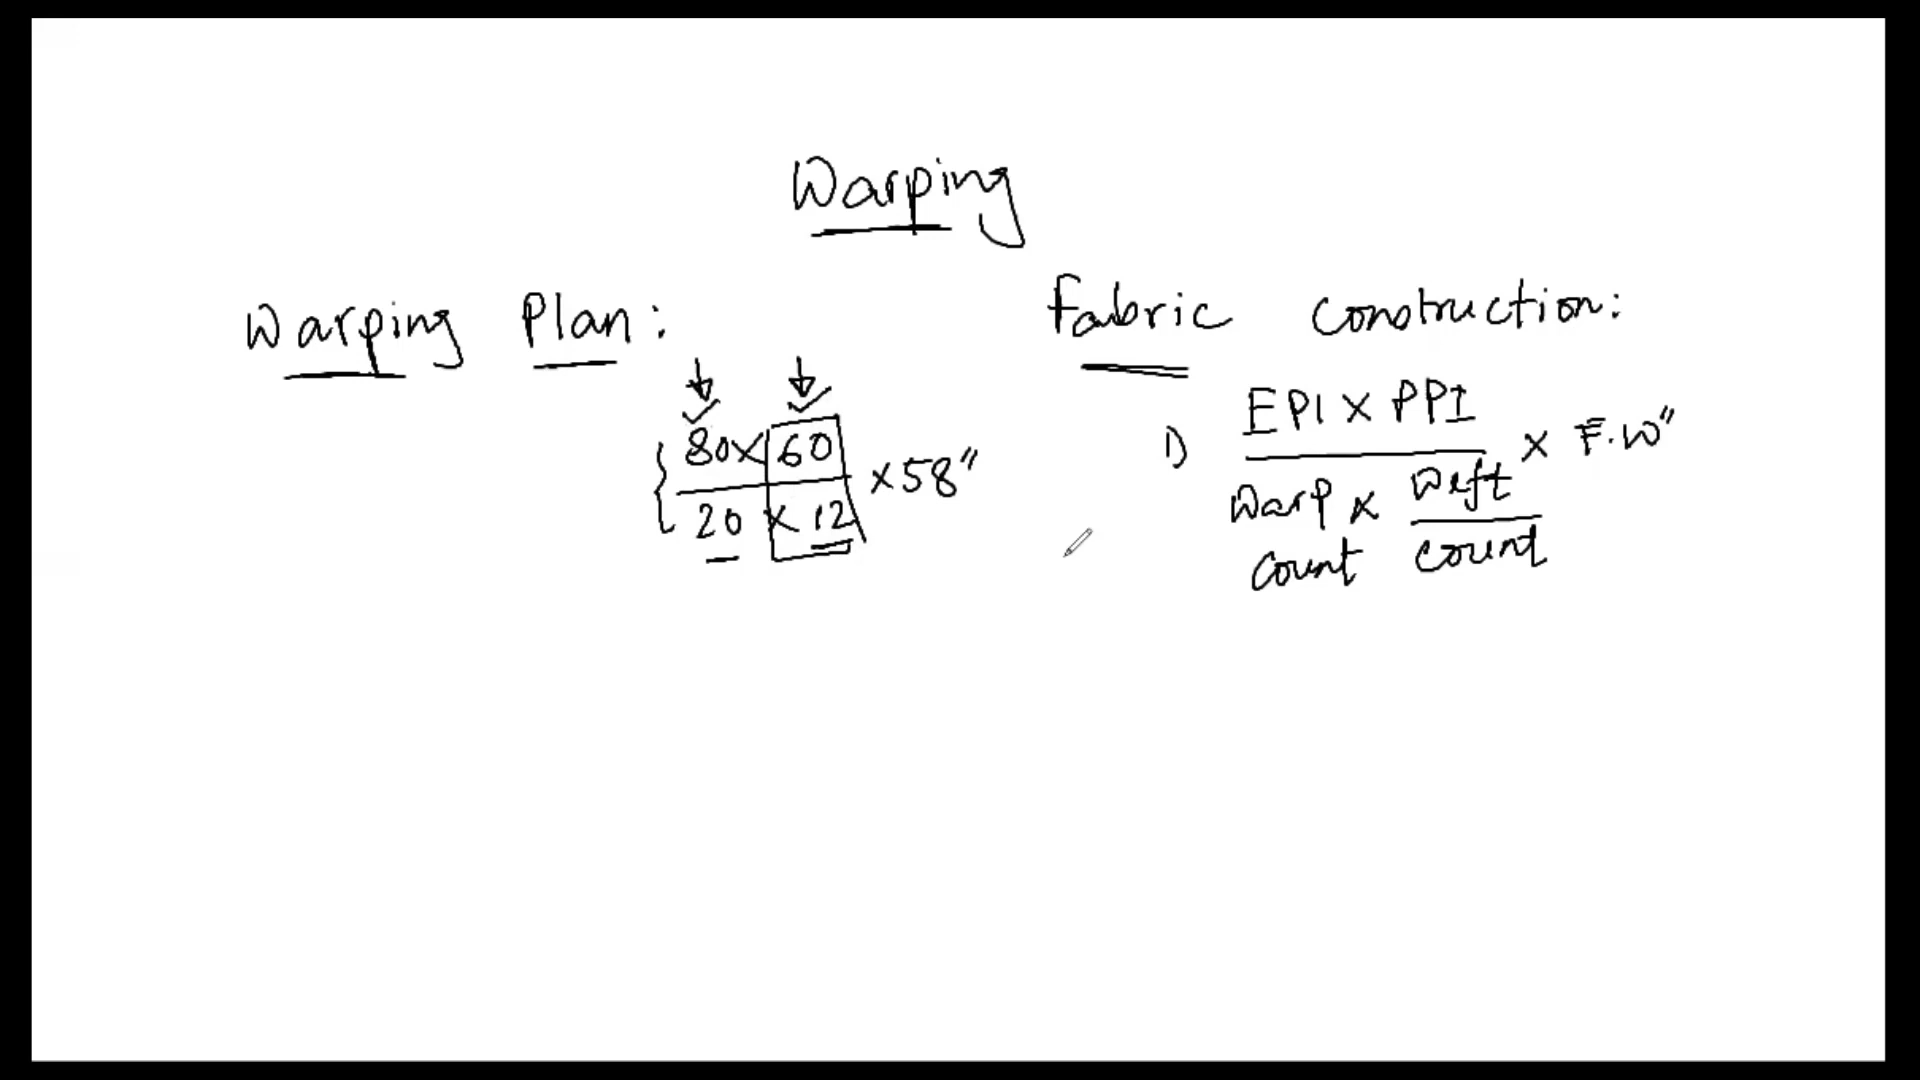 Warping
Warping Plan:
Fabric Construction:
80 x 60
20 x 12
x 58"
1)
EPI X PPI
Warp Count x Weft Count
x F.W"